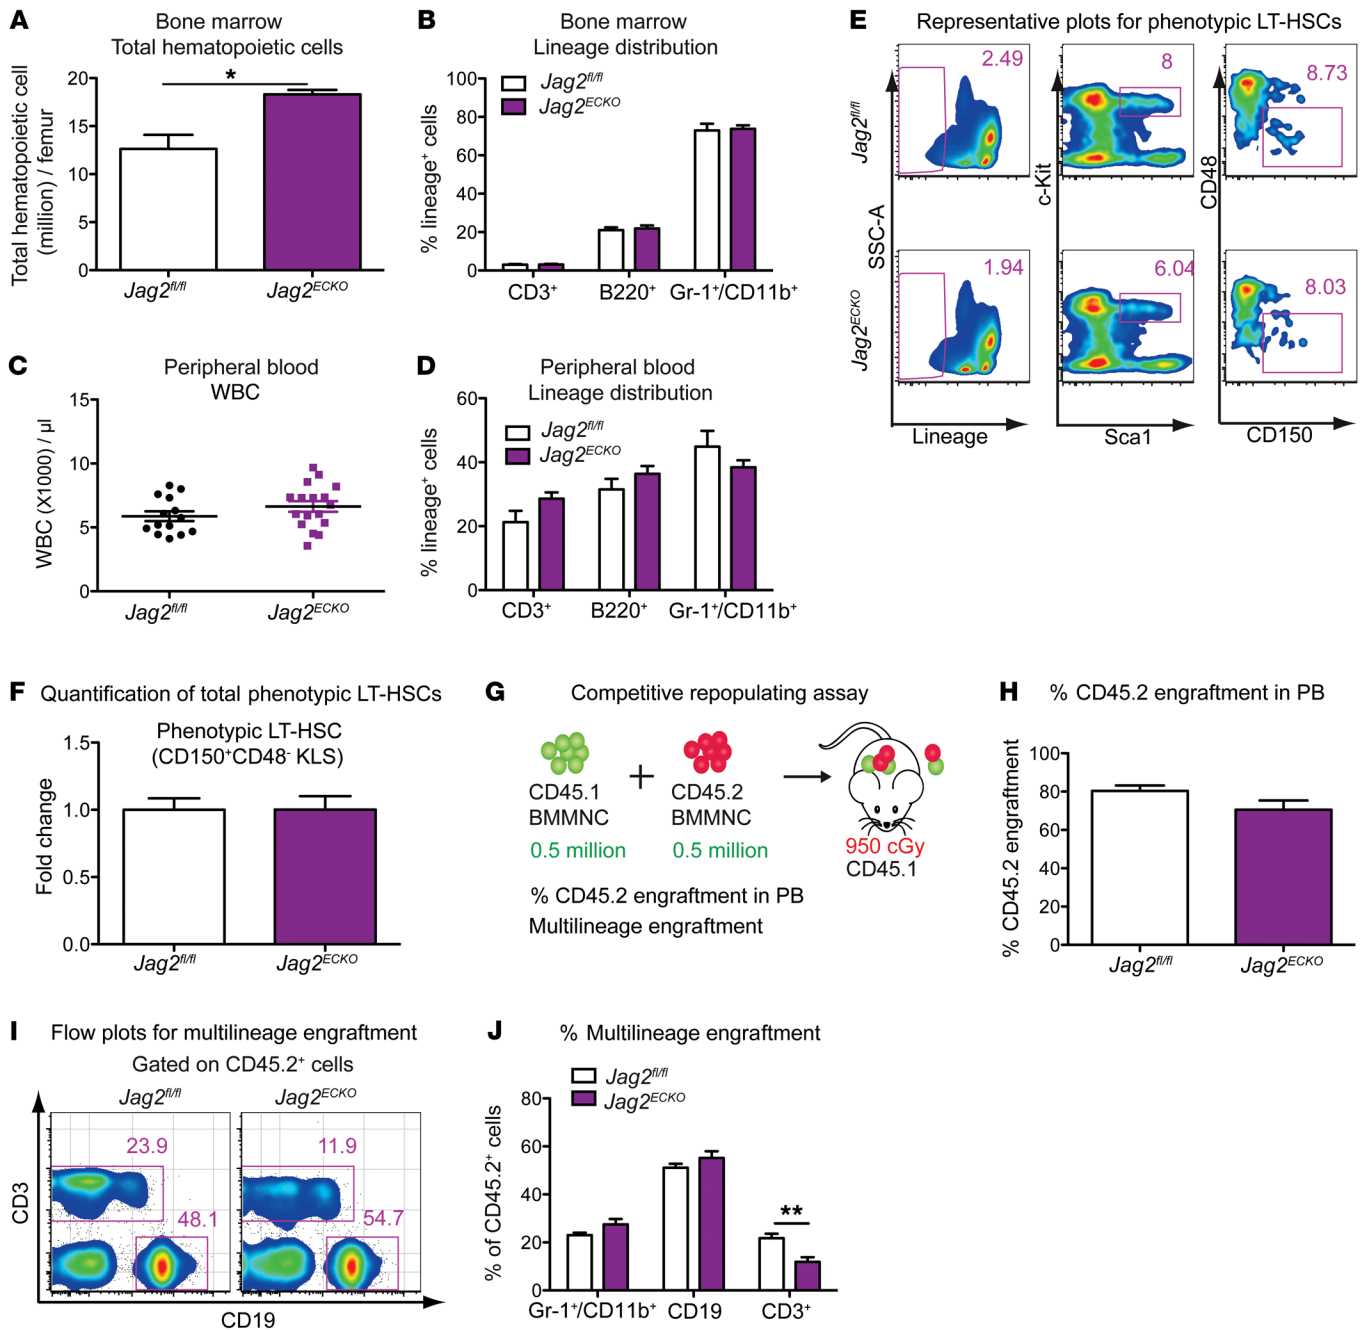 A
Bone marrow
Total hematopoietic cells
Total hematopoietic cell
(million) / femur
20
15
10
5
0
*
Jag2fl/fl
Jag2ECKO
B
Bone marrow
Lineage distribution
% lineage+ cells
100
80
60
40
20
0
Jag2fl/fl
Jag2ECKO
CD3+
B220+
Gr-1+/CD11b+
C
Peripheral blood
WBC
WBC (X1000) / µl
15
10
5
0
Jag2fl/fl
Jag2ECKO
D
Peripheral blood
Lineage distribution
% lineage+ cells
60
40
20
0
Jag2fl/fl
Jag2ECKO
CD3+
B220+
Gr-1+/CD11b+
E
Representative plots for phenotypic LT-HSCs
Jag2fl/fl
2.49
8
8.73
Jag2ECKO
1.94
6.04
8.03
SSC-A
c-Kit
CD48
Lineage
Sca1
CD150
F
Quantification of total phenotypic LT-HSCs
Phenotypic LT-HSC
(CD150+CD48- KLS)
Fold change
1.5
1.0
0.5
0.0
Jag2fl/fl
Jag2ECKO
G
Competitive repopulating assay
CD45.1
BMMNC
0.5 million
+
CD45.2
BMMNC
0.5 million
950 cGy
CD45.1
% CD45.2 engraftment in PB
Multilineage engraftment
H
% CD45.2 engraftment in PB
% CD45.2 engraftment
100
80
60
40
20
0
Jag2fl/fl
Jag2ECKO
I
Flow plots for multilineage engraftment
Gated on CD45.2+ cells
Jag2fl/fl
Jag2ECKO
23.9
48.1
11.9
54.7
CD3
CD19
J
% Multilineage engraftment
Jag2fl/fl
Jag2ECKO
% of CD45.2+ cells
80
60
40
20
0
**
Gr-1+/CD11b+
CD19
CD3+